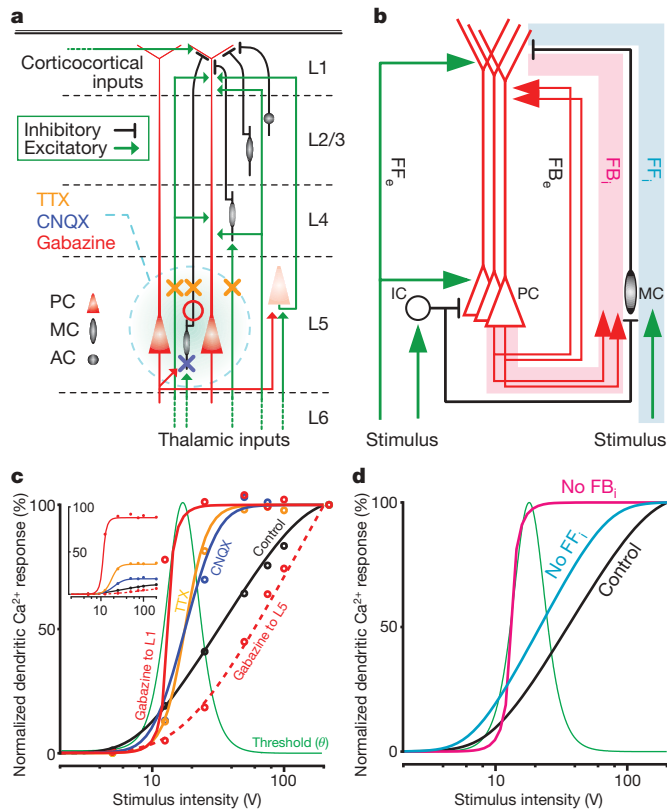 a
Corticocortical
inputs
L1
Inhibitory
Excitatory
L2/3
TTX
CNQX
Gabazine
L4
PC
MC
AC
L5
L6
Thalamic inputs
b
FFe
FBe
FBi
FFi
IC
PC
MC
Stimulus
Stimulus
c
Normalized dendritic Ca2+ response (%)
100
50
0
100
50
10
100
Gabazine to L1
TTX
CNQX
Control
Gabazine to L5
Threshold (θ)
10
100
Stimulus intensity (V)
d
Normalized dendritic Ca2+ response (%)
100
50
0
No FBi
No FFi
Control
10
100
Stimulus intensity (V)